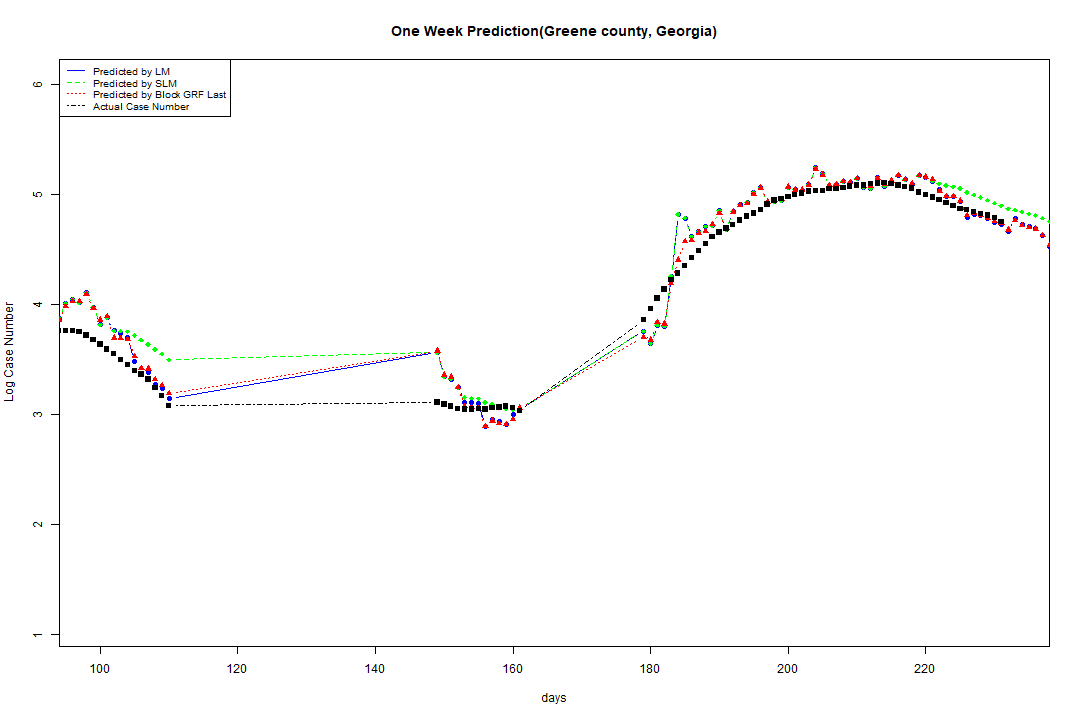 One Week Prediction(Greene county, Georgia)
Predicted by LM
Predicted by SLM
Predicted by Block GRF Last
Actual Case Number
Log Case Number
6
5
4
3
2
1
100 120 140 160 180 200 220
days